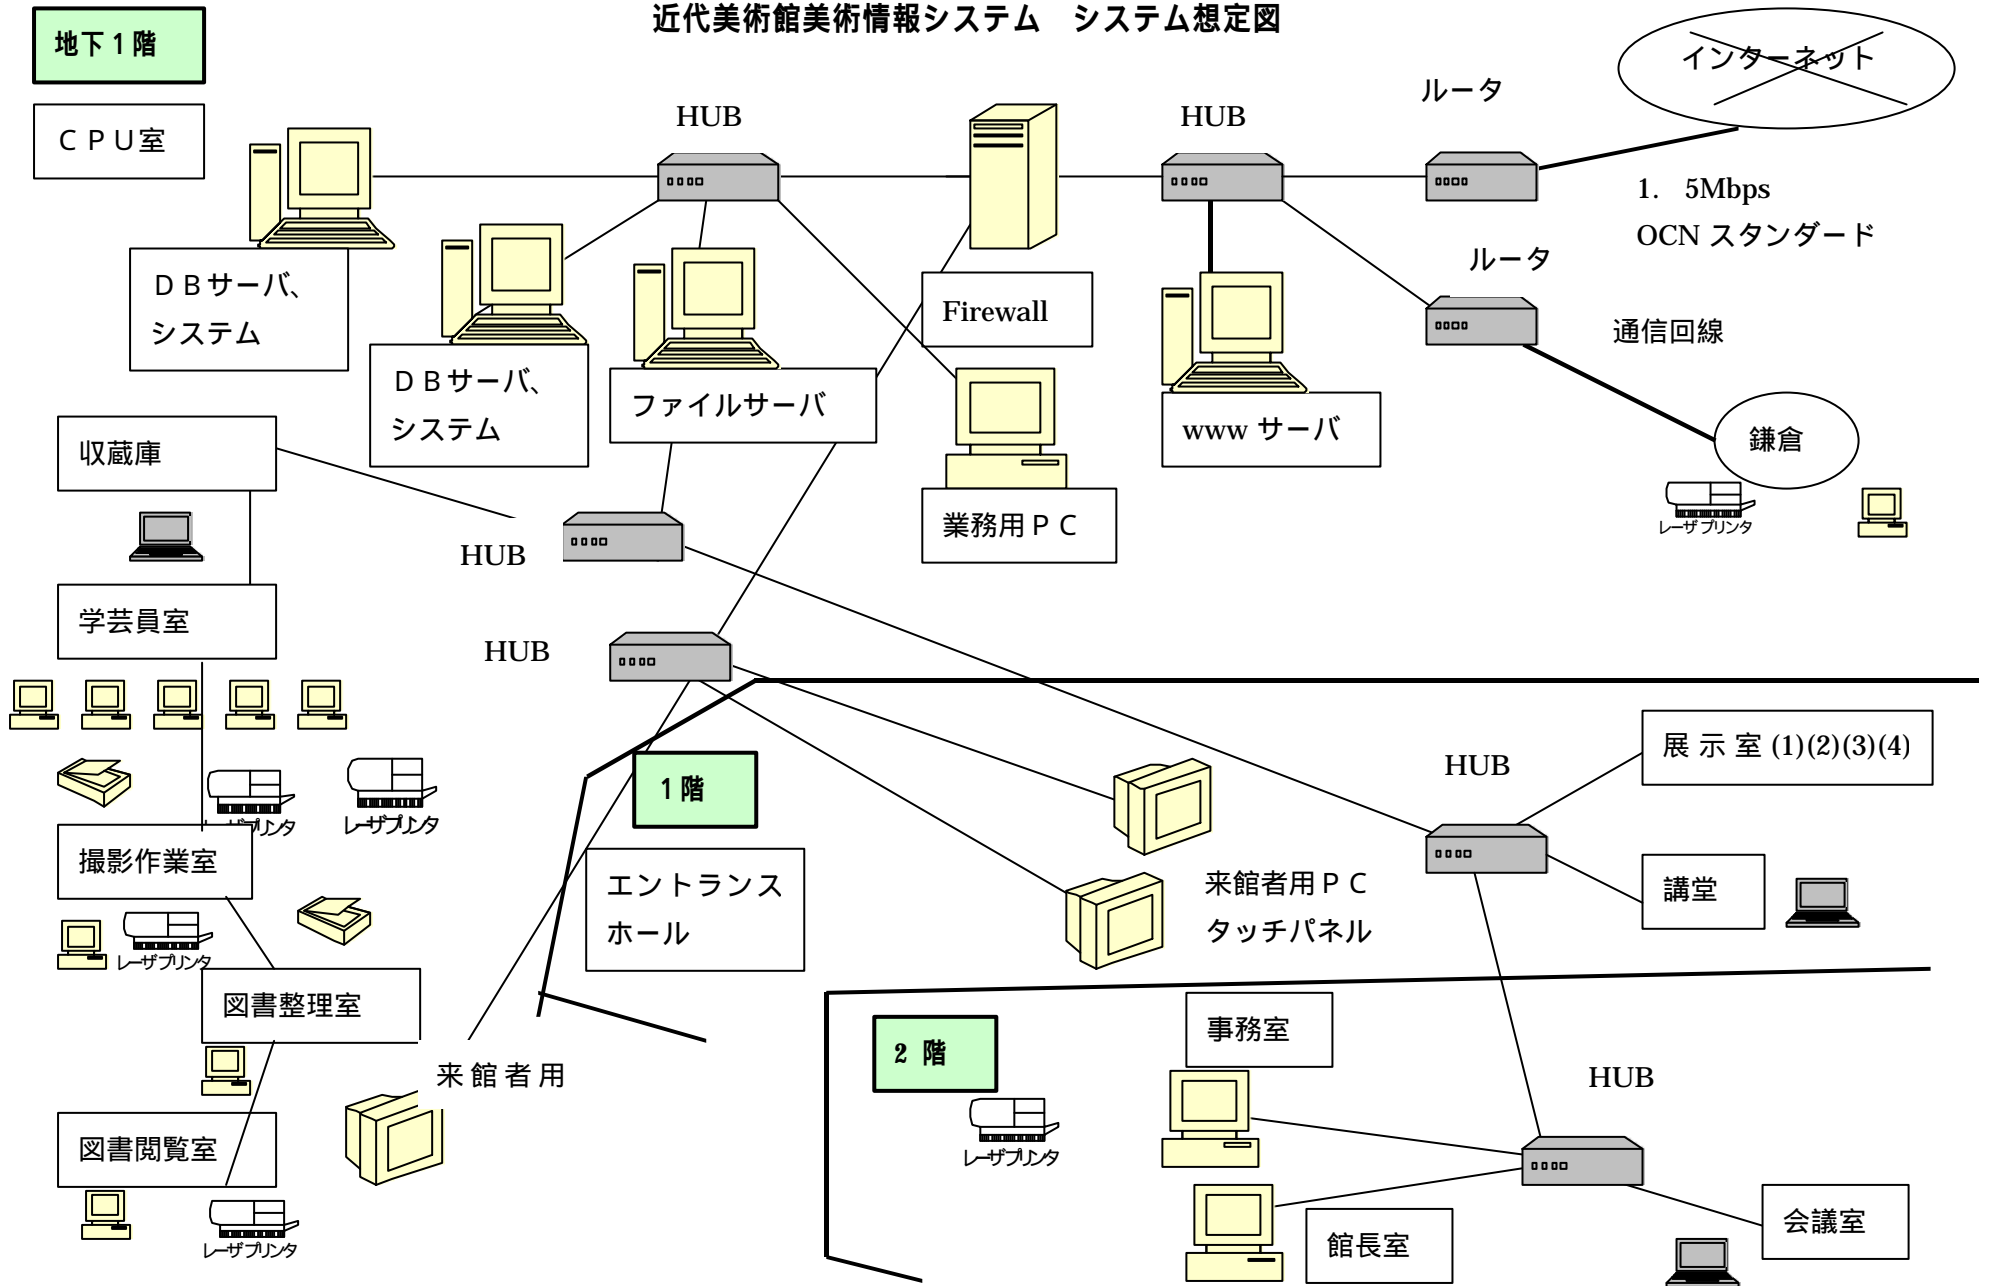 近代美術館美術情報システム　システム想定図
地下1階
ＣＰＵ室
HUB
HUB
ルータ
インターネット
1.　5Mbps
OCN スタンダード
ルータ
通信回線
鎌倉
レーザプリンタ
ＤＢサーバ、
システム
ＤＢサーバ、
システム
ファイルサーバ
Firewall
業務用ＰＣ
www サーバ
収蔵庫
HUB
学芸員室
HUB
レーザプリンタ
レーザプリンタ
撮影作業室
レーザプリンタ
図書整理室
来館者用
図書閲覧室
レーザプリンタ
1階
エントランス
ホール
来館者用ＰＣ
タッチパネル
HUB
展示室(1)(2)(3)(4)
講堂
2 階
レーザプリンタ
事務室
HUB
館長室
会議室